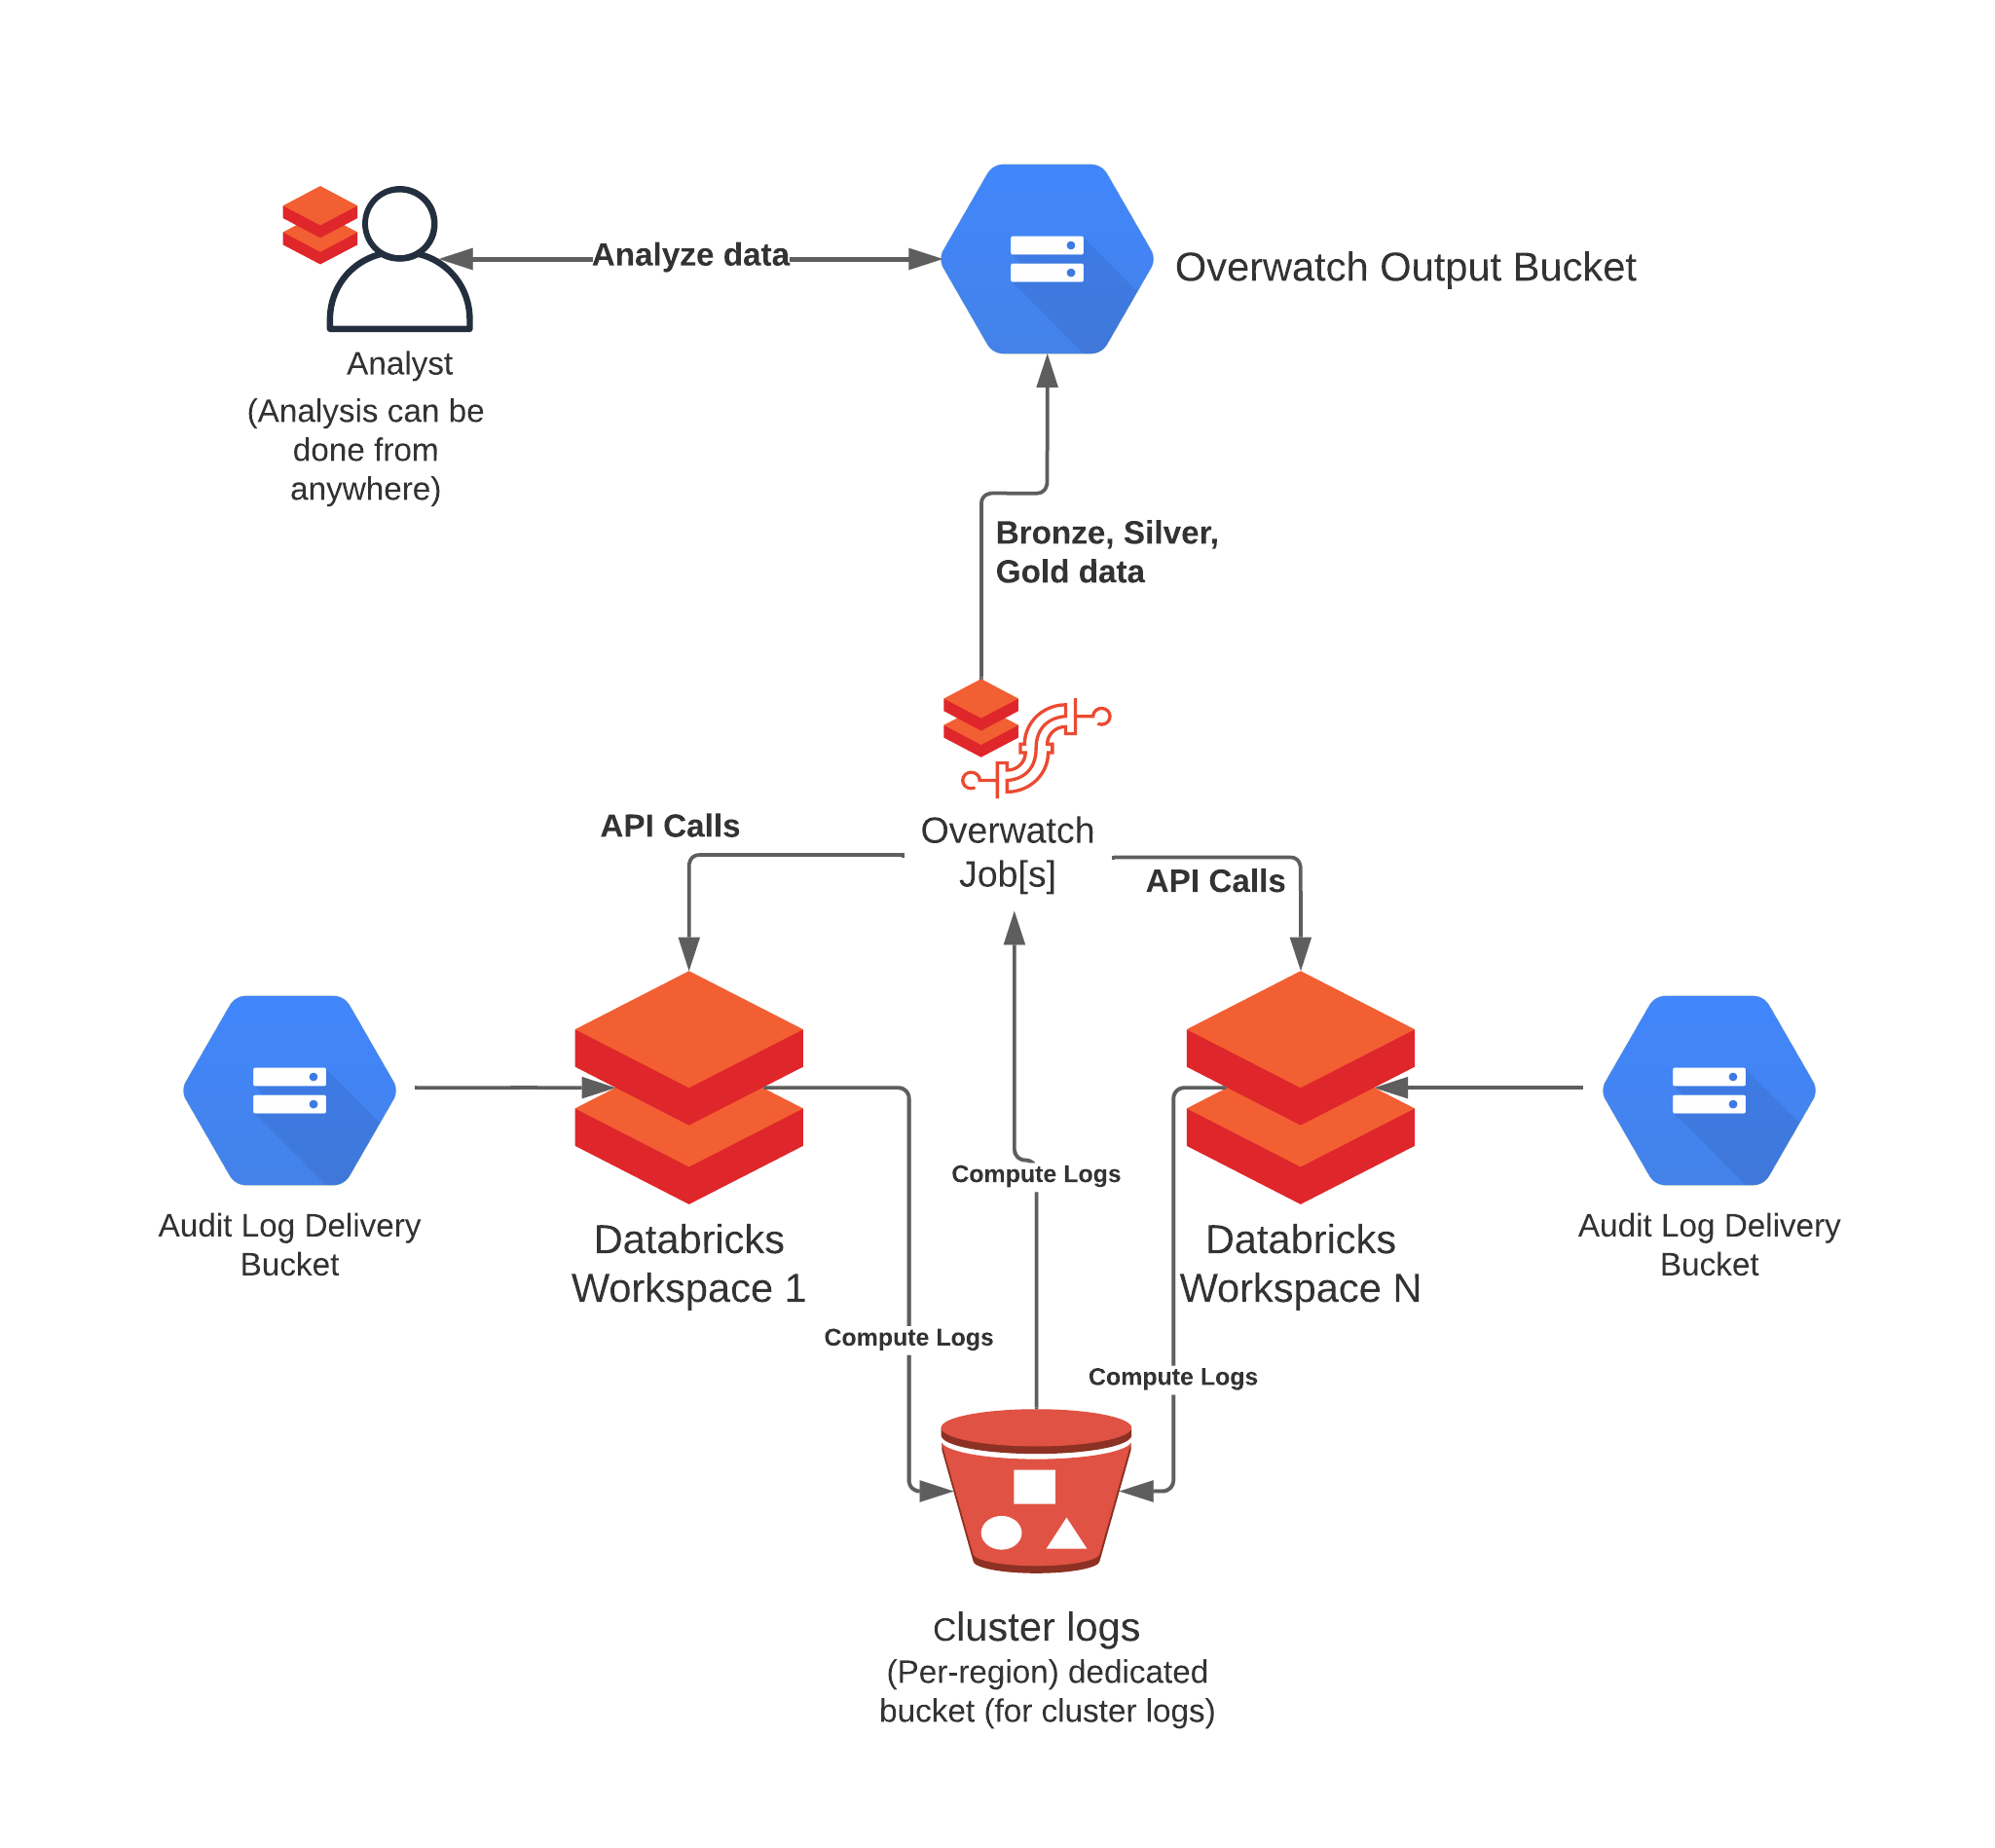 Analyze data
Overwatch Output Bucket
Analyst
(Analysis can be
done from
anywhere)
Bronze, Silver,
Gold data
API Calls
Overwatch
Job[s]
API Calls
Compute Logs
Audit Log Delivery
Bucket
Databricks
Workspace 1
Databricks
Workspace N
Audit Log Delivery
Bucket
Compute Logs
Compute Logs
Cluster logs
(Per-region) dedicated
bucket (for cluster logs)